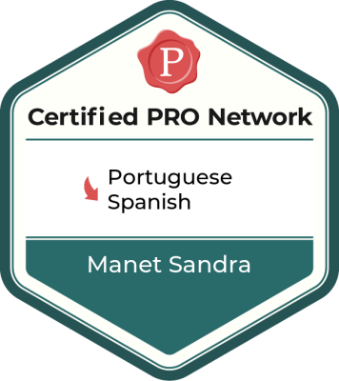 P
Certified PRO Network
Portuguese
Spanish
Manet Sandra